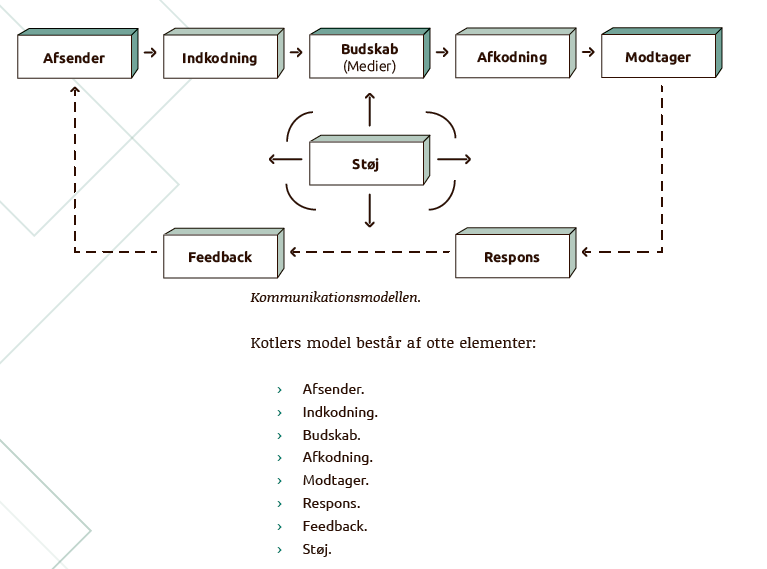 Afsender
Indkodning
Budskab
(Medier)
Afkodning
Modtager
Støj
Feedback
Respons
Kommunikationsmodellen.
Kotlers model består af otte elementer:
› Afsender.
› Indkodning.
› Budskab.
› Afkodning.
› Modtager.
› Respons.
› Feedback.
› Støj.